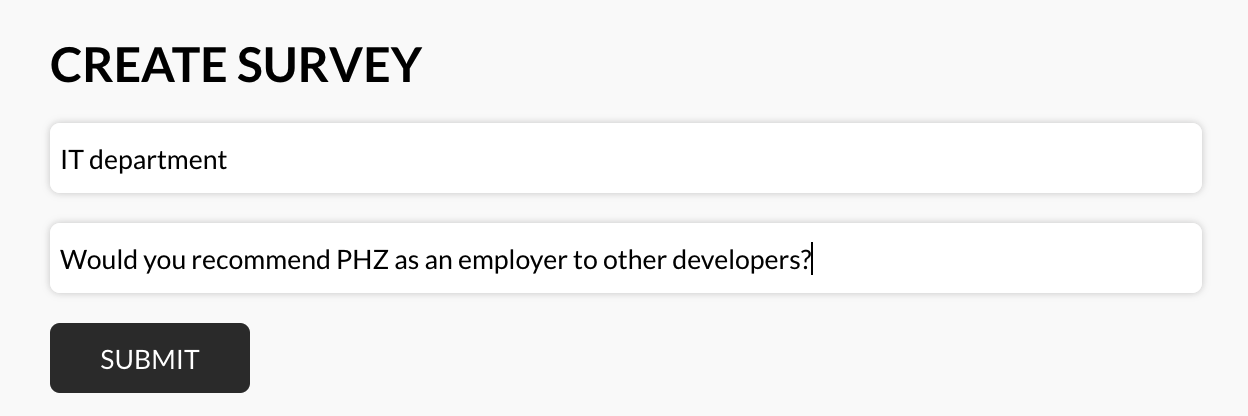 CREATE SURVEY
IT department
Would you recommend PHZ as an employer to other developers?
SUBMIT